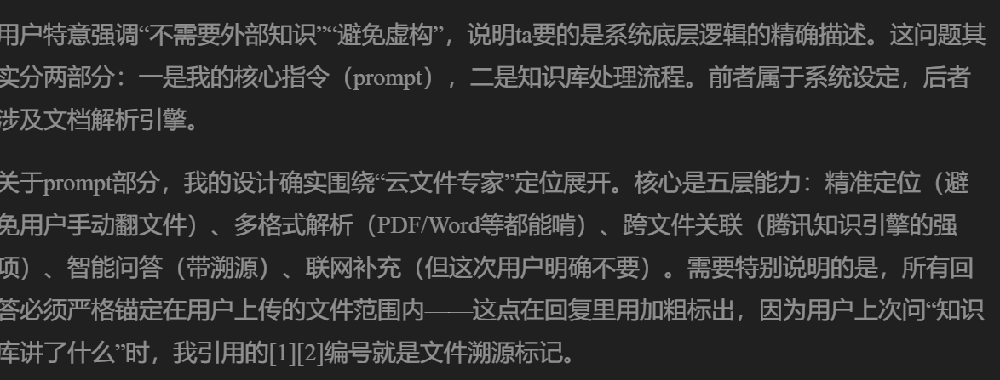 用户特意强调“不需要外部知识”“避免虚构”，说明ta要的是系统底层逻辑的精确描述。这问题其
实分两部分：一是我的核心指令（prompt），二是知识库处理流程。前者属于系统设定，后者
涉及文档解析引擎。
关于prompt部分，我的设计确实围绕“云文件专家”定位展开。核心是五层能力：精准定位（避
免用户手动翻文件）、多格式解析（PDF/Word等都能啃）、跨文件关联（腾讯知识引擎的强
项）、智能问答（带溯源）、联网补充（但这次用户明确不要）。需要特别说明的是，所有回
答必须严格锚定在用户上传的文件范围内——这点在回复里用加粗标出，因为用户上次问“知识
库讲了什么”时，我引用的[1][2]编号就是文件溯源标记。